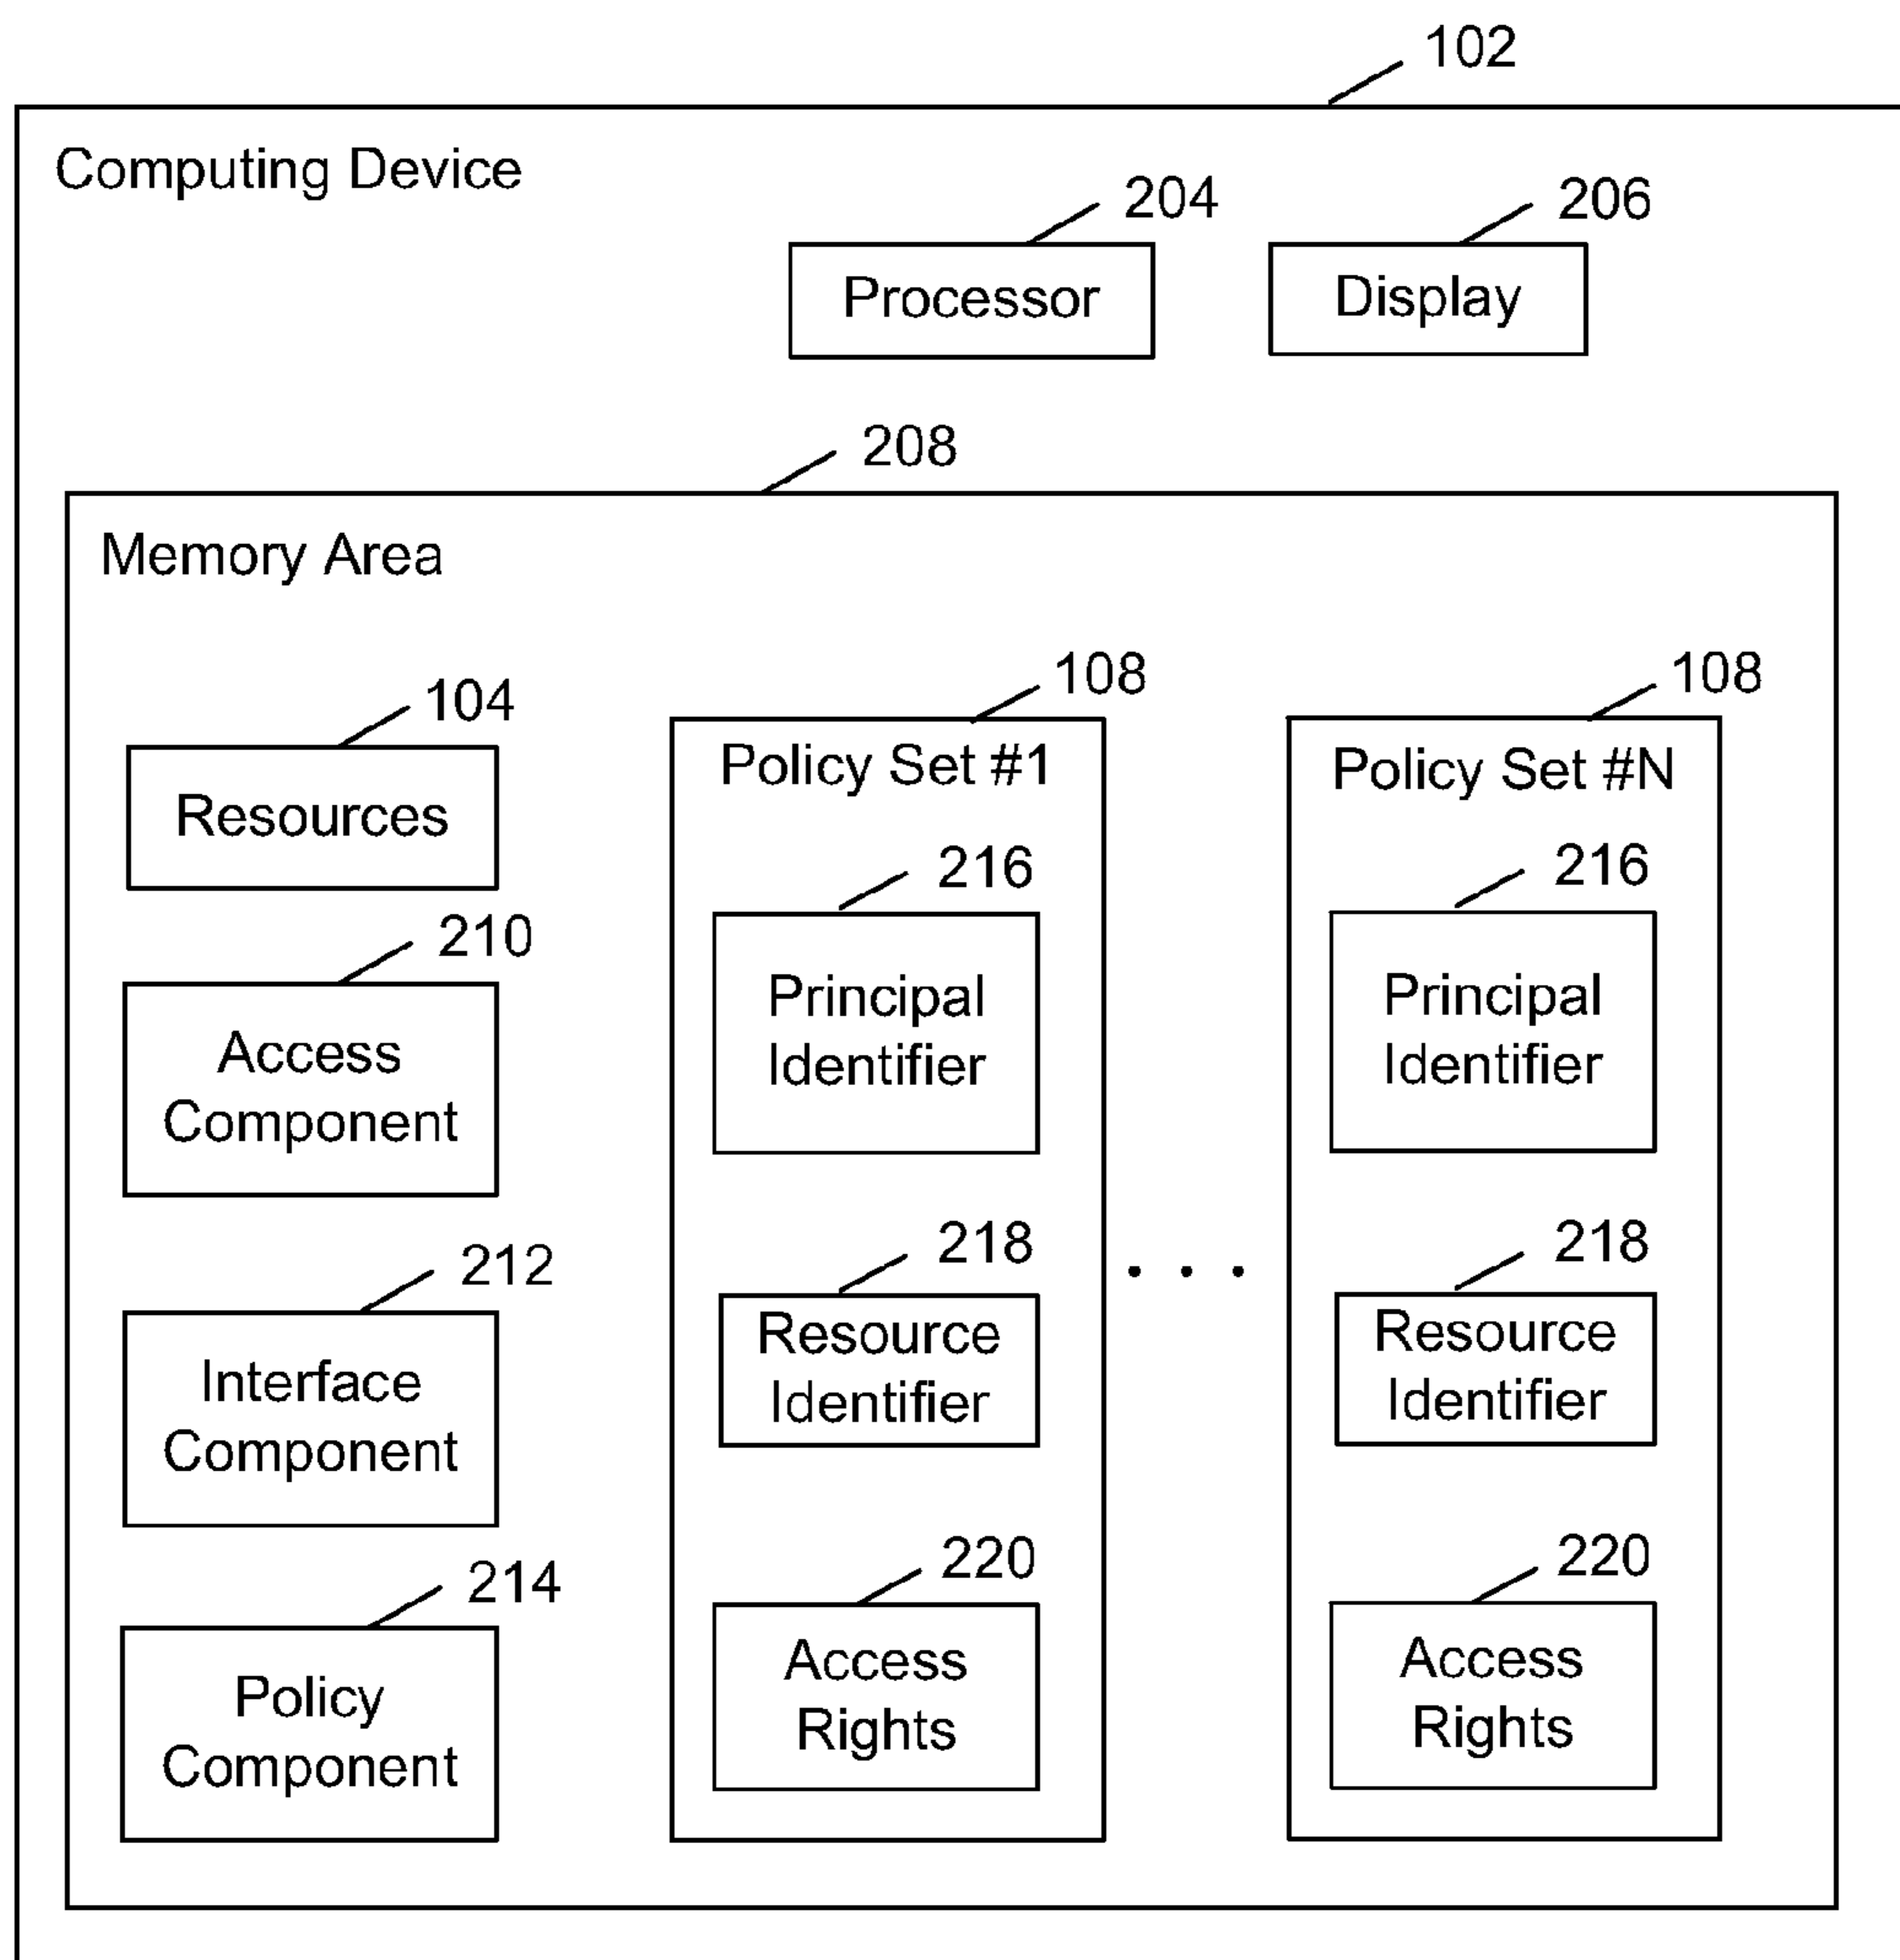 102
Computing Device
204
206
Processor
Display
208
Memory Area
104
Resources
210
Access
Component
212
Interface
Component
214
Policy
Component
108
Policy Set #1
216
Principal
Identifier
218
Resource
Identifier
220
Access
Rights
. . .
108
Policy Set #N
216
Principal
Identifier
218
Resource
Identifier
220
Access
Rights